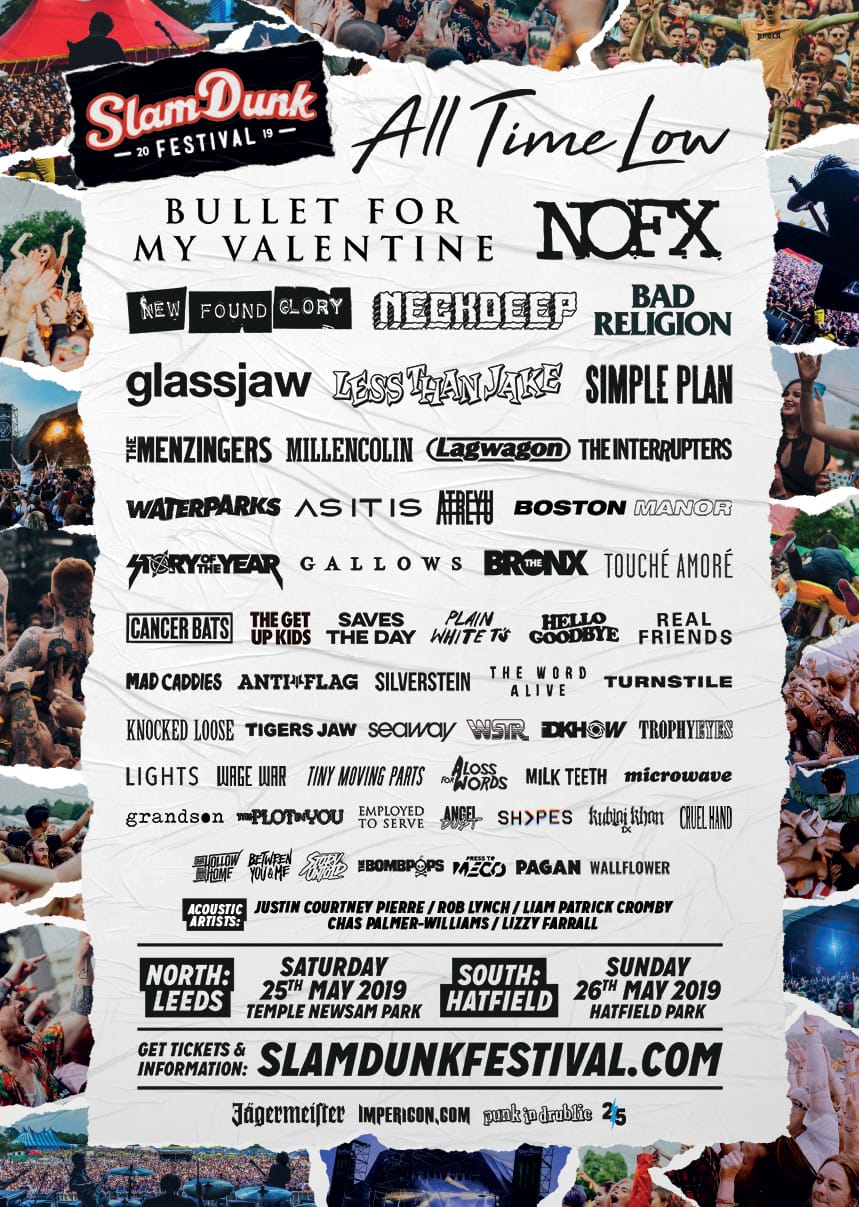 Slam Dunk
20 FESTIVAL 19
All Time Low
BULLET FOR
MY VALENTINE
NOFX
NEW FOUND GLORY NECK DEEP BAD RELIGION
glassjaw LESS THAN JAKE SIMPLE PLAN
THE MENZINGERS MILLENCOLIN Lagwagon THE INTERRUPTERS
WATERPARKS AS IT IS ATREYU BOSTON MANOR
STORY OF THE YEAR GALLOWS THE BRONX TOUCHÉ AMORÉ
CANCER BATS THE GET UP KIDS SAVES THE DAY PLAIN WHITE T'S HELLO GOODBYE REAL FRIENDS
MAD CADDIES ANTI-FLAG SILVERSTEIN THE WORD ALIVE TURNSTILE
KNOCKED LOOSE TIGERS JAW seaway WSTR IDKHOW TROPHY EYES
LIGHTS WAGE WAR TINY MOVING PARTS A LOSS FOR WORDS MILK TEETH microwave
grandson THE PLOT IN YOU EMPLOYED TO SERVE ANGEL DUST SHAPES kublai khan TX CRUEL HAND
OUR HOLLOW OUR HOME BETWEEN YOU & ME STORY UNTOLD THE BOMBPOPS PRESS TO MECO PAGAN WALLFLOWER
ACOUSTIC ARTISTS: JUSTIN COURTNEY PIERRE / ROB LYNCH / LIAM PATRICK CROMBY
CHAS PALMER-WILLIAMS / LIZZY FARRALL
NORTH: LEEDS
SATURDAY
25TH MAY 2019
TEMPLE NEWSAM PARK
SOUTH: HATFIELD
SUNDAY
26TH MAY 2019
HATFIELD PARK
GET TICKETS & INFORMATION: SLAMDUNKFESTIVAL.COM
Jägermeister IMPERICON.COM punk in drublic 25